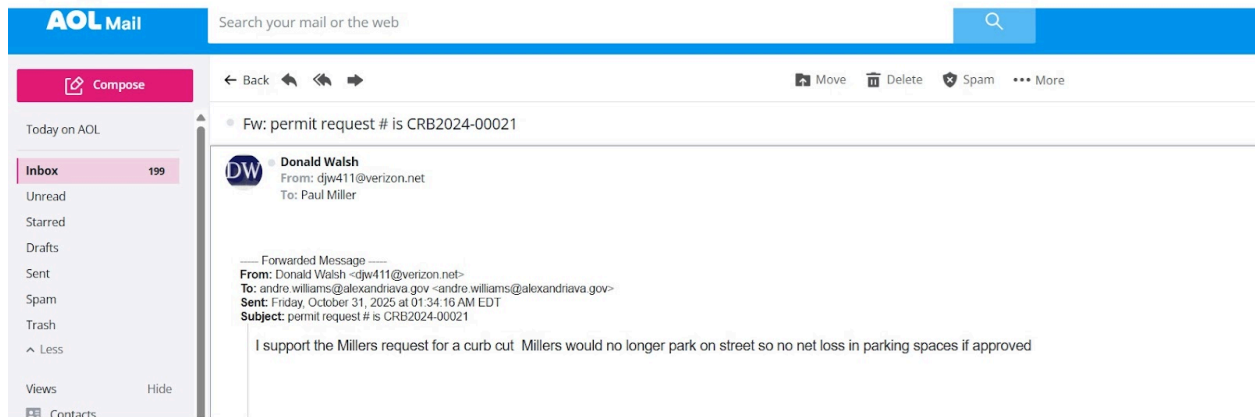 AOL Mail
Search your mail or the web
Compose
Back
Move Delete Spam More
Today on AOL
Fw: permit request # is CRB2024-00021
Inbox 199
Unread
Starred
Drafts
Sent
Spam
Trash
Less
Views Hide
Contacts
DW
Donald Walsh
From: djw411@verizon.net
To: Paul Miller
----- Forwarded Message -----
From: Donald Walsh <djw411@verizon.net>
To: andre.williams@alexandriava.gov <andre.williams@alexandriava.gov>
Sent: Friday, October 31, 2025 at 01:34:16 AM EDT
Subject: permit request # is CRB2024-00021
I support the Millers request for a curb cut  Millers would no longer park on street so no net loss in parking spaces if approved